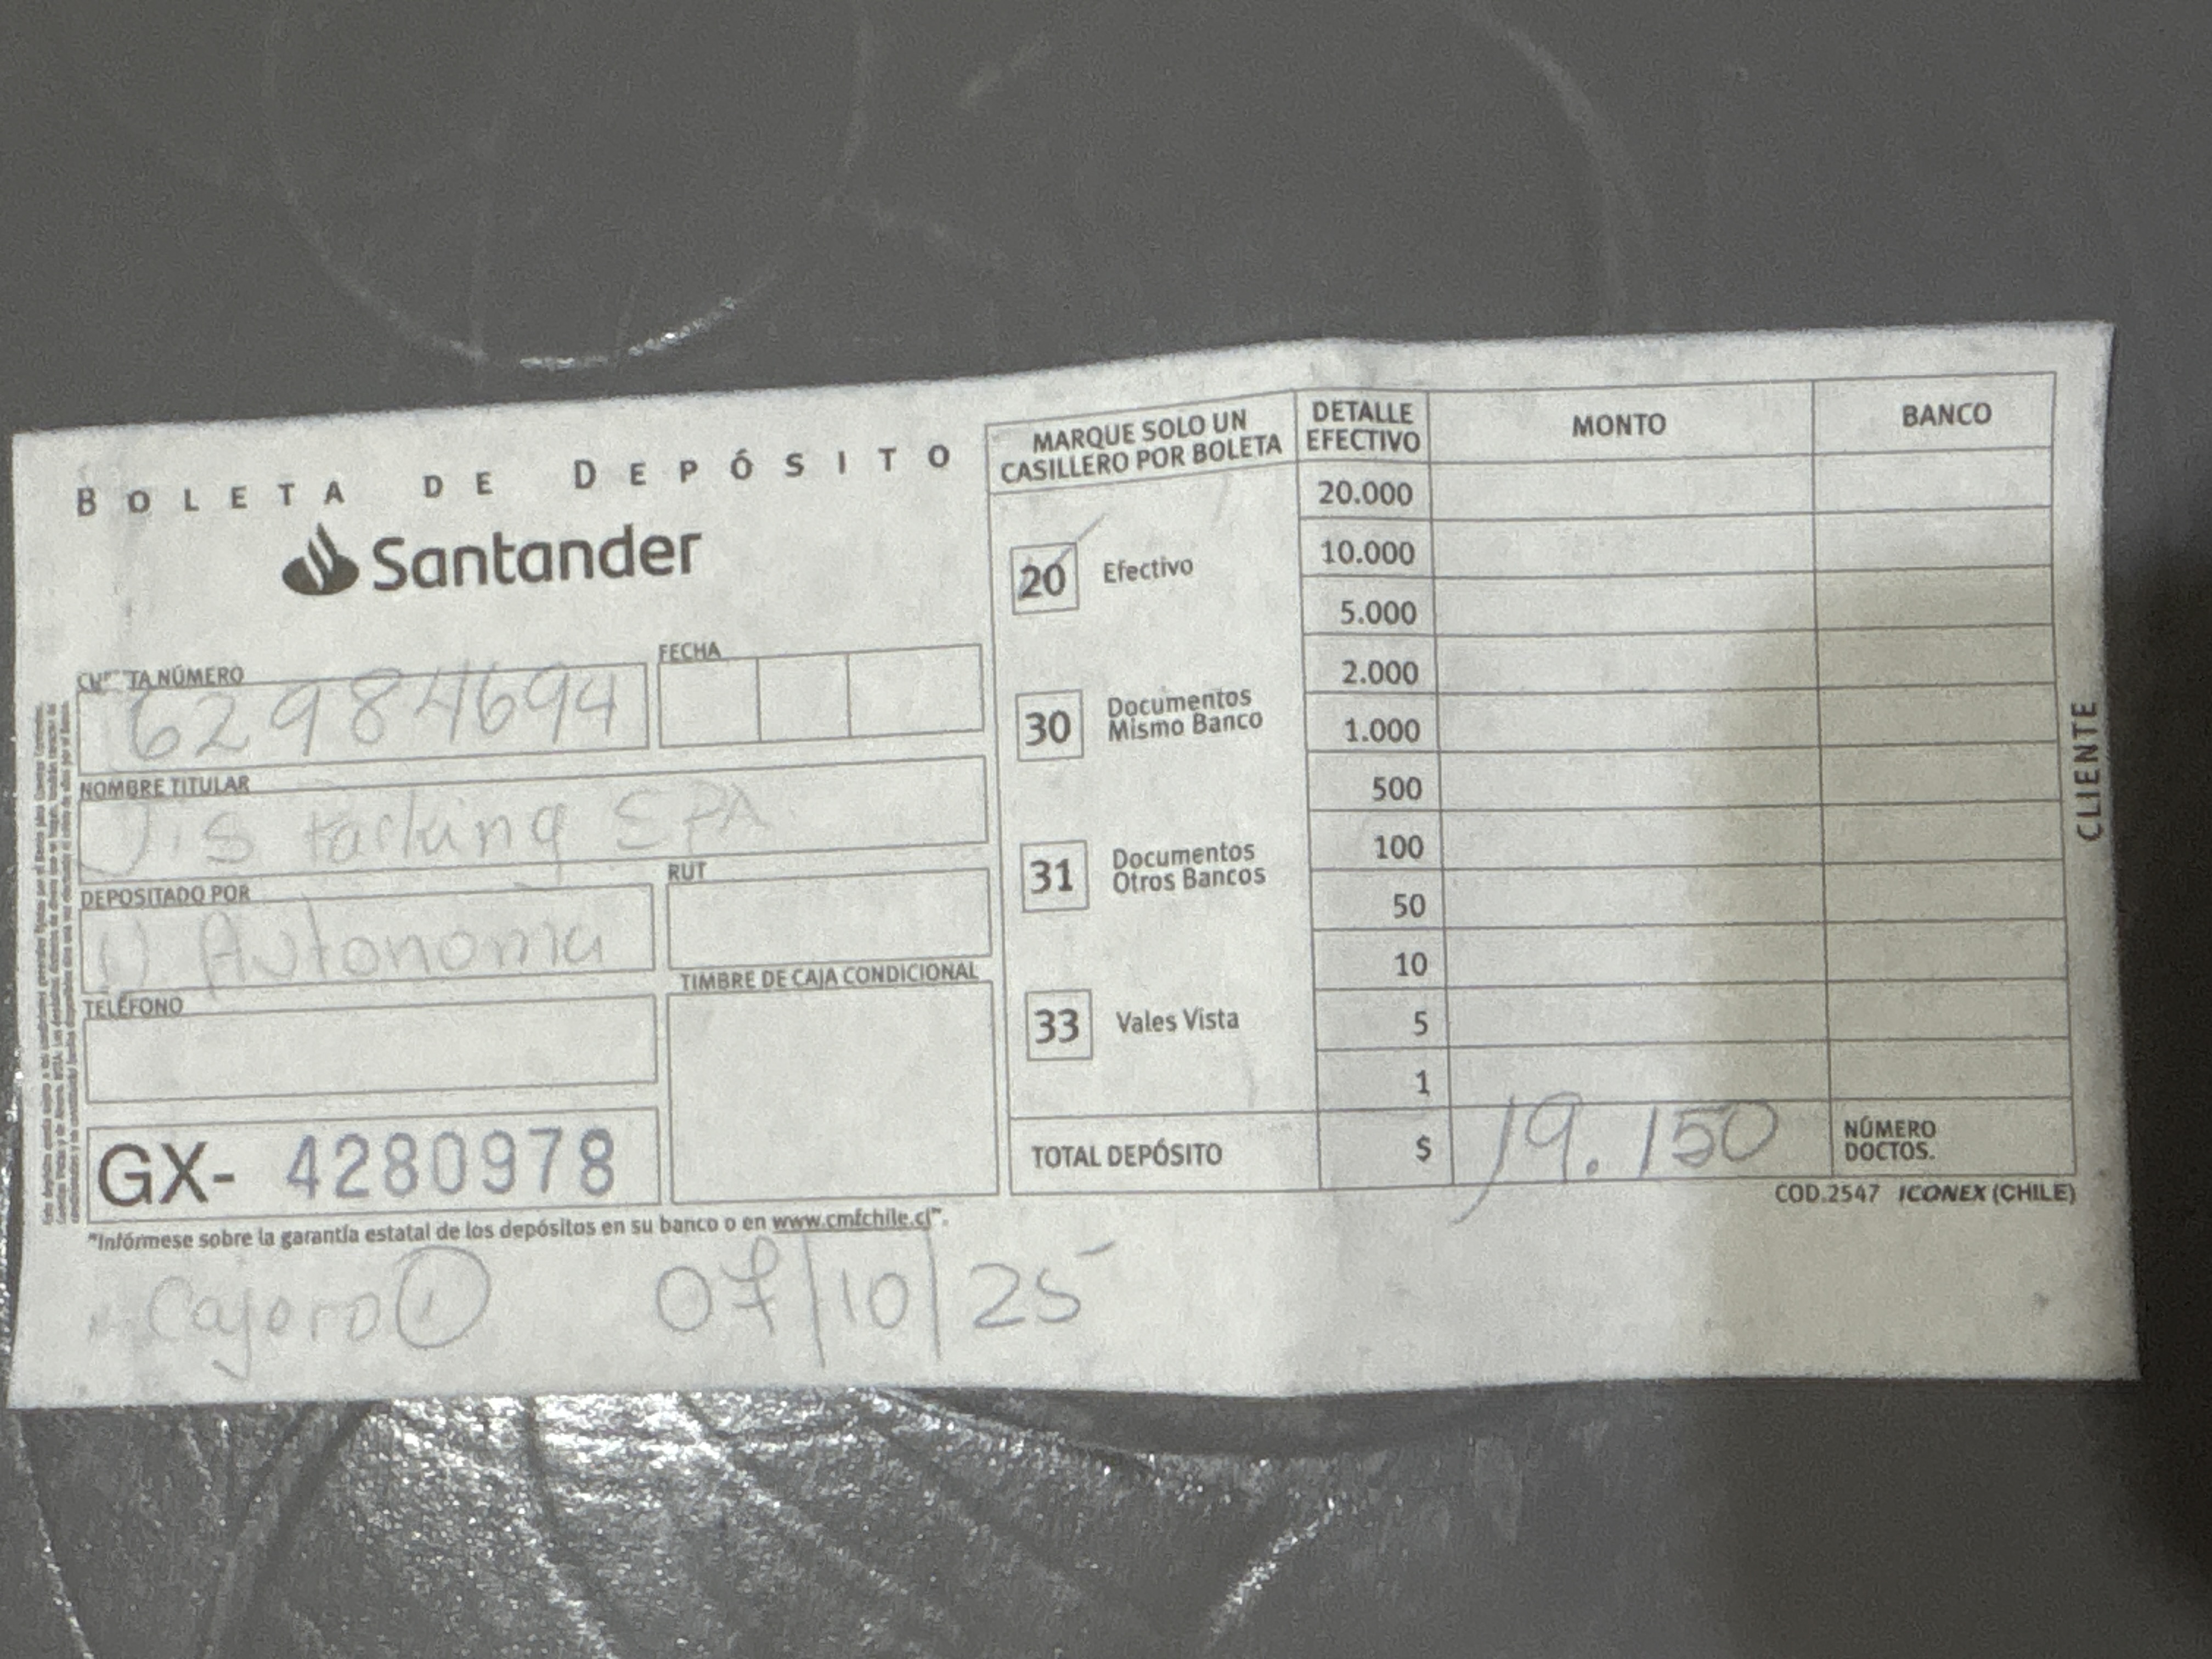 BOLETA DE DEPÓSITO
Santander
CUENTA NÚMERO
62984694
FECHA
NOMBRE TITULAR
J.S Parking SPA
DEPOSITADO POR
U. Autonoma
RUT
TELÉFONO
TIMBRE DE CAJA CONDICIONAL
GX- 4280978
"Infórmese sobre la garantía estatal de los depósitos en su banco o en www.cmfchile.cl".
Cajero 1 07/10/25
MARQUE SOLO UN
CASILLERO POR BOLETA
20 Efectivo
30 Documentos
Mismo Banco
31 Documentos
Otros Bancos
33 Vales Vista
DETALLE
EFECTIVO
MONTO
BANCO
20.000
10.000
5.000
2.000
1.000
500
100
50
10
5
1
TOTAL DEPÓSITO $ 19.150
NÚMERO
DOCTOS.
COD.2547 ICONEX (CHILE)
CLIENTE